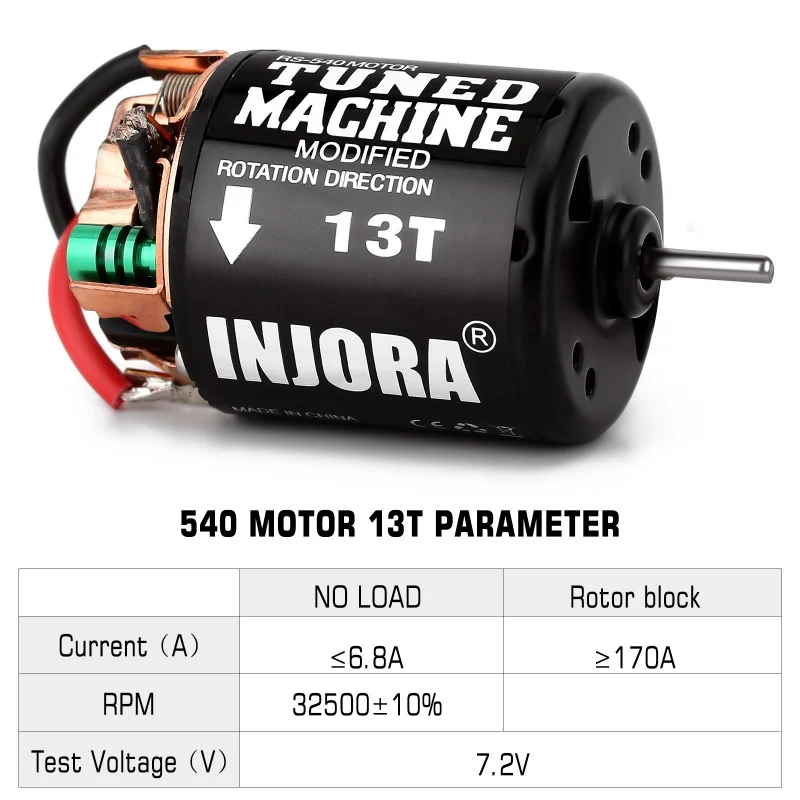 RS-540 MOTOR
TUNED
MACHINE
MODIFIED
ROTATION DIRECTION
13T
INJORA®
MADE IN CHINA
CE
540 MOTOR 13T PARAMETER
NO LOAD Rotor block
Current (A) ≤6.8A ≥170A
RPM 32500±10%
Test Voltage (V) 7.2V